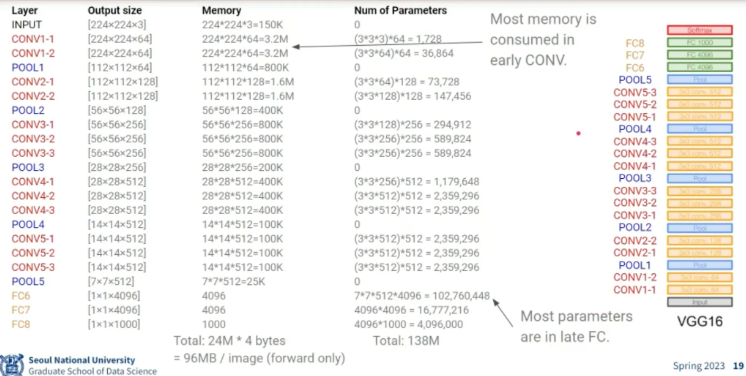 Layer Output size Memory Num of Parameters
INPUT [224×224×3] 224*224*3=150K 0
CONV1-1 [224×224×64] 224*224*64=3.2M (3*3*3)*64 = 1,728
CONV1-2 [224×224×64] 224*224*64=3.2M (3*3*64)*64 = 36,864
POOL1 [112×112×64] 112*112*64=800K 0
CONV2-1 [112×112×128] 112*112*128=1.6M (3*3*64)*128 = 73,728
CONV2-2 [112×112×128] 112*112*128=1.6M (3*3*128)*128 = 147,456
POOL2 [56×56×128] 56*56*128=400K 0
CONV3-1 [56×56×256] 56*56*256=800K (3*3*128)*256 = 294,912
CONV3-2 [56×56×256] 56*56*256=800K (3*3*256)*256 = 589,824
CONV3-3 [56×56×256] 56*56*256=800K (3*3*256)*256 = 589,824
POOL3 [28×28×256] 28*28*256=200K 0
CONV4-1 [28×28×512] 28*28*512=400K (3*3*256)*512 = 1,179,648
CONV4-2 [28×28×512] 28*28*512=400K (3*3*512)*512 = 2,359,296
CONV4-3 [28×28×512] 28*28*512=400K (3*3*512)*512 = 2,359,296
POOL4 [14×14×512] 14*14*512=100K 0
CONV5-1 [14×14×512] 14*14*512=100K (3*3*512)*512 = 2,359,296
CONV5-2 [14×14×512] 14*14*512=100K (3*3*512)*512 = 2,359,296
CONV5-3 [14×14×512] 14*14*512=100K (3*3*512)*512 = 2,359,296
POOL5 [7×7×512] 7*7*512=25K 0
FC6 [1×1×4096] 4096 7*7*512*4096 = 102,760,448
FC7 [1×1×4096] 4096 4096*4096 = 16,777,216
FC8 [1×1×1000] 1000 4096*1000 = 4,096,000
Total: 24M * 4 bytes Total: 138M
= 96MB / image (forward only)
Most memory is
consumed in
early CONV.
Most parameters
are in late FC.
Softmax
FC8 FC 1000
FC7 FC 4096
FC6 FC 4096
POOL5 Pool
CONV5-3
CONV5-2
CONV5-1
POOL4 Pool
CONV4-3
CONV4-2
CONV4-1
POOL3 Pool
CONV3-3
CONV3-2
CONV3-1
POOL2 Pool
CONV2-2
CONV2-1
POOL1 Pool
CONV1-2
CONV1-1
Input
VGG16
Seoul National University
Graduate School of Data Science
Spring 2023 19